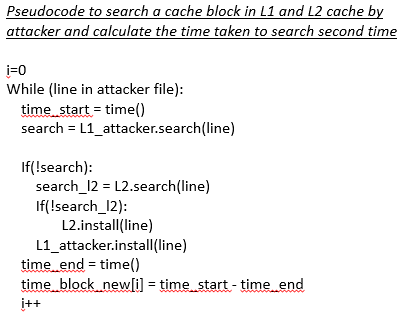 Pseudocode to search a cache block in L1 and L2 cache by
attacker and calculate the time taken to search second time
i=0
While (line in attacker file):
time_start = time()
search = L1_attacker.search(line)
If(!search):
search_l2 = L2.search(line)
If(!search_l2):
L2.install(line)
L1_attacker.install(line)
time_end = time()
time_block_new[i] = time_start - time_end
i++